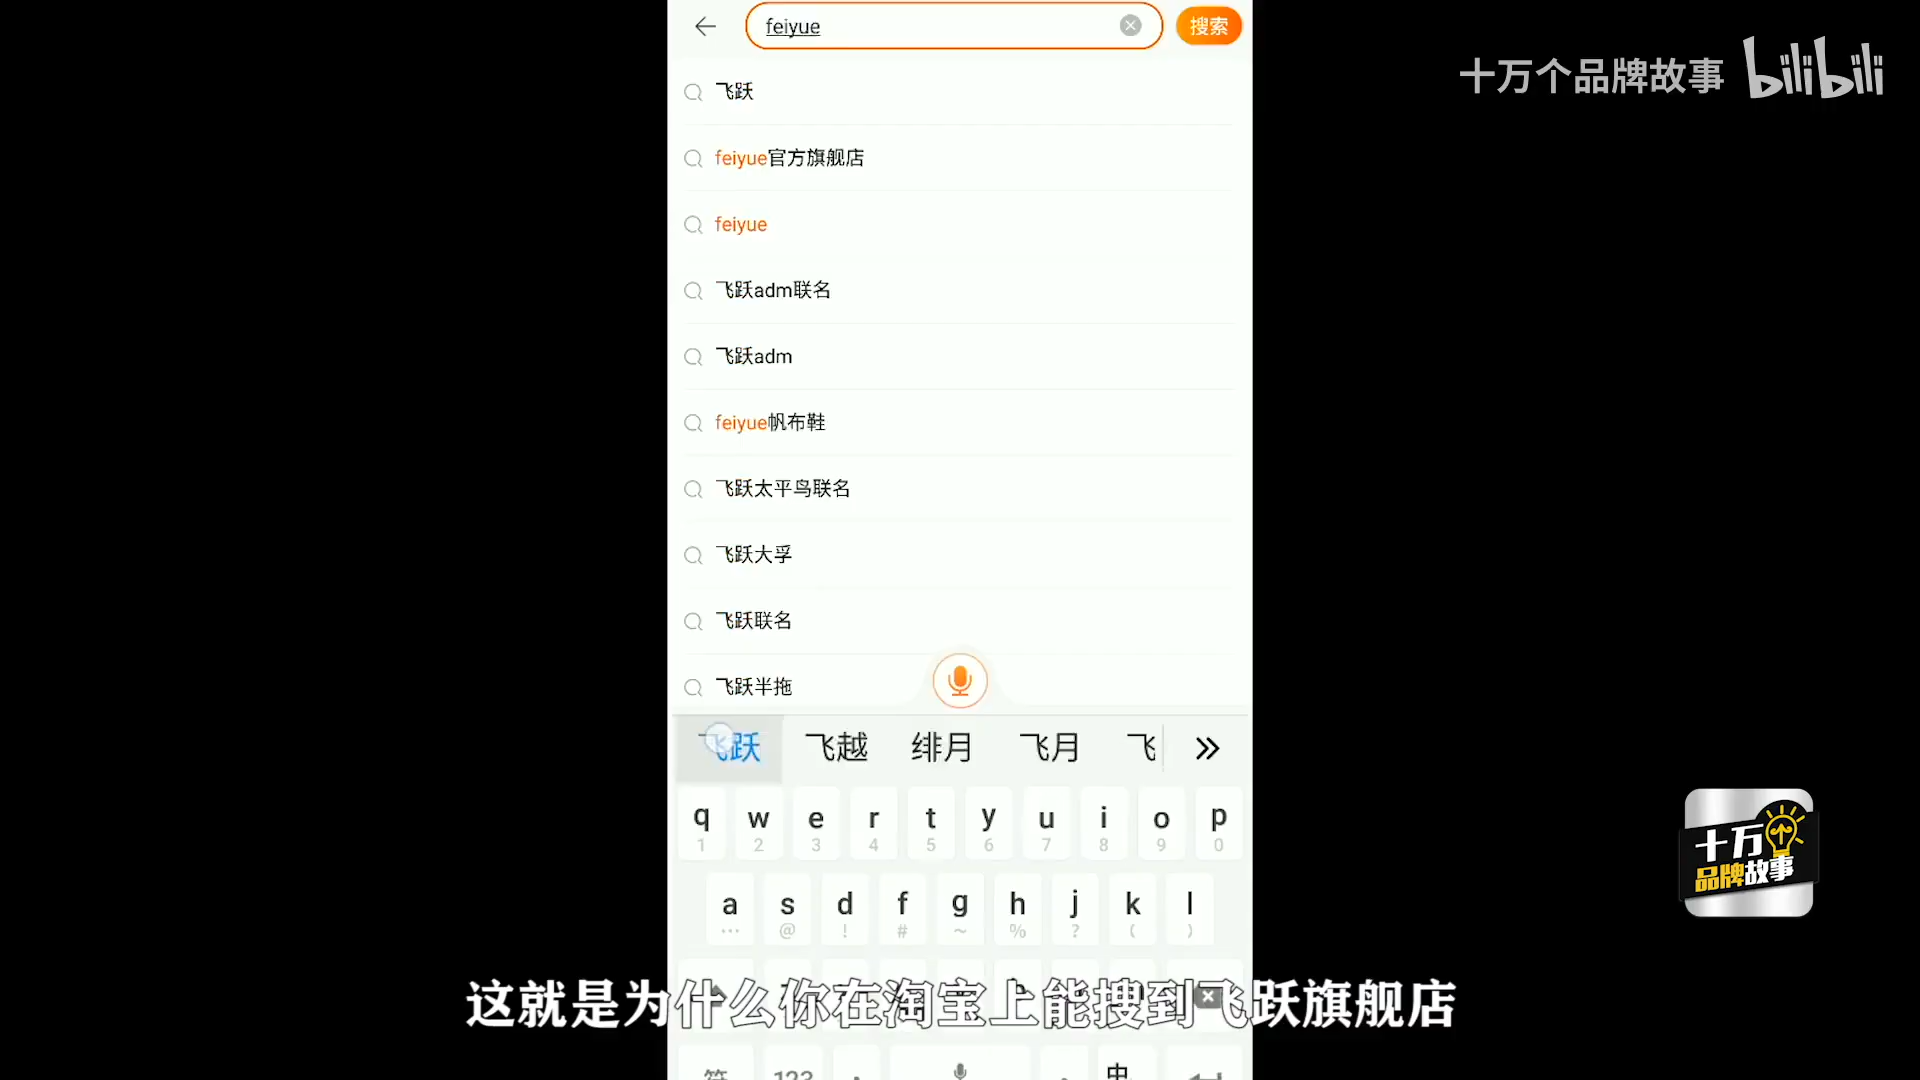 feiyue
搜索
十万个品牌故事 bilibili
飞跃
feiyue官方旗舰店
feiyue
飞跃adm联名
飞跃adm
feiyue帆布鞋
飞跃太平鸟联名
飞跃大孚
飞跃联名
飞跃半拖
飞跃 飞越 绯月 飞月 飞
q w e r t y u i o p
1 2 3 4 5 6 7 8 9 0
a s d f g h j k l
... @ ! # ~ % ? ( )
十万
品牌故事
这就是为什么你在淘宝上能搜到飞跃旗舰店
符 123 中